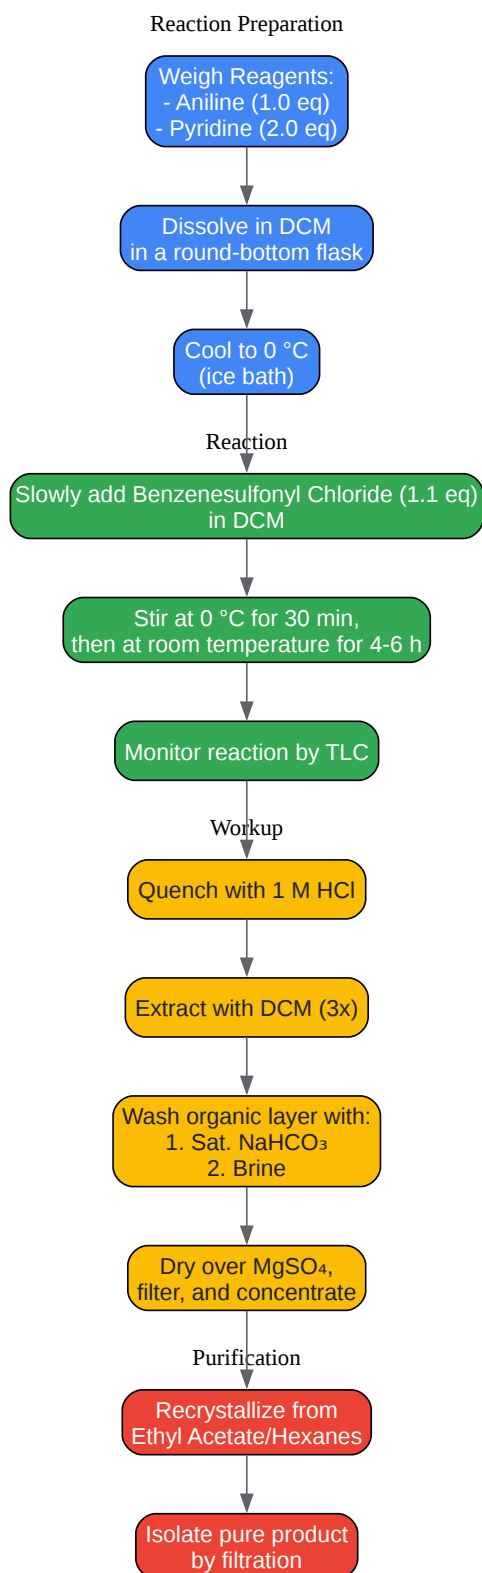 Reaction Preparation
Weigh Reagents:
- Aniline (1.0 eq)
- Pyridine (2.0 eq)
Dissolve in DCM
in a round-bottom flask
Cool to 0 °C
(ice bath)
Reaction
Slowly add Benzenesulfonyl Chloride (1.1 eq)
in DCM
Stir at 0 °C for 30 min,
then at room temperature for 4-6 h
Monitor reaction by TLC
Workup
Quench with 1 M HCl
Extract with DCM (3x)
Wash organic layer with:
1. Sat. NaHCO₃
2. Brine
Dry over MgSO₄,
filter, and concentrate
Purification
Recrystallize from
Ethyl Acetate/Hexanes
Isolate pure product
by filtration